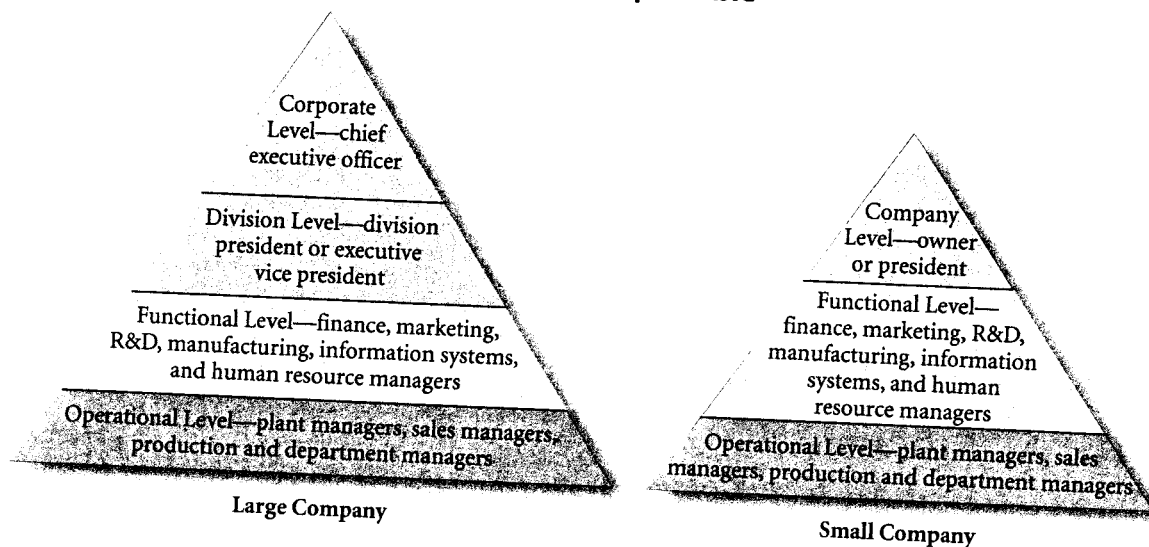 Corporate
Level—chief
executive officer
Division Level—division
president or executive
vice president
Functional Level—finance, marketing,
R&D, manufacturing, information systems,
and human resource managers
Operational Level—plant managers, sales managers,
production and department managers
Large Company
Company
Level—owner
or president
Functional Level—
finance, marketing, R&D,
manufacturing, information
systems, and human
resource managers
Operational Level—plant managers, sales
managers, production and department managers
Small Company